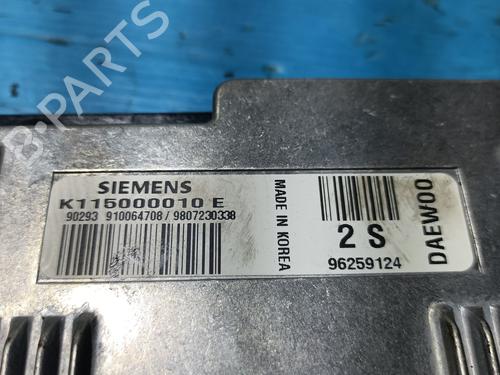 B-PARTS
SIEMENS
K115000010 E
90293 910064708 / 9807230338
MADE IN KOREA
2 S
96259124
DAEWOO